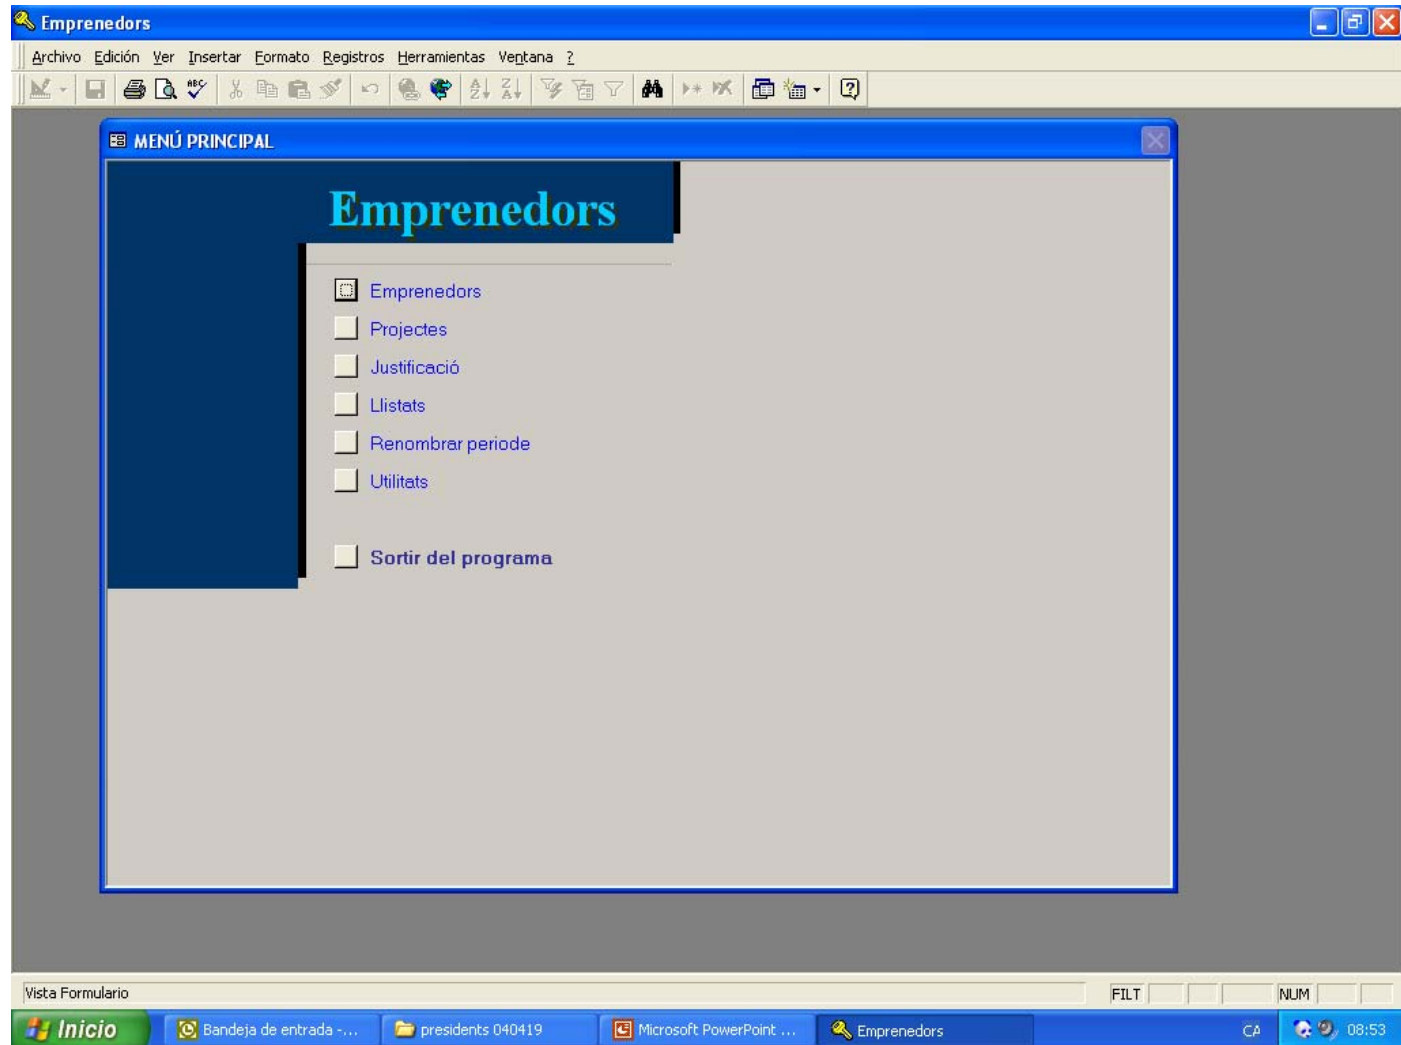 Emprenedors
Archivo Edición Ver Insertar Formato Registros Herramientas Ventana ?
MENÚ PRINCIPAL
Emprenedors
Emprenedors
Projectes
Justificació
Llistats
Renombrar periode
Utilitats
Sortir del programa
Vista Formulario FILT NUM
Inicio Bandeja de entrada -... presidents 040419 Microsoft PowerPoint ... Emprenedors CA 08:53